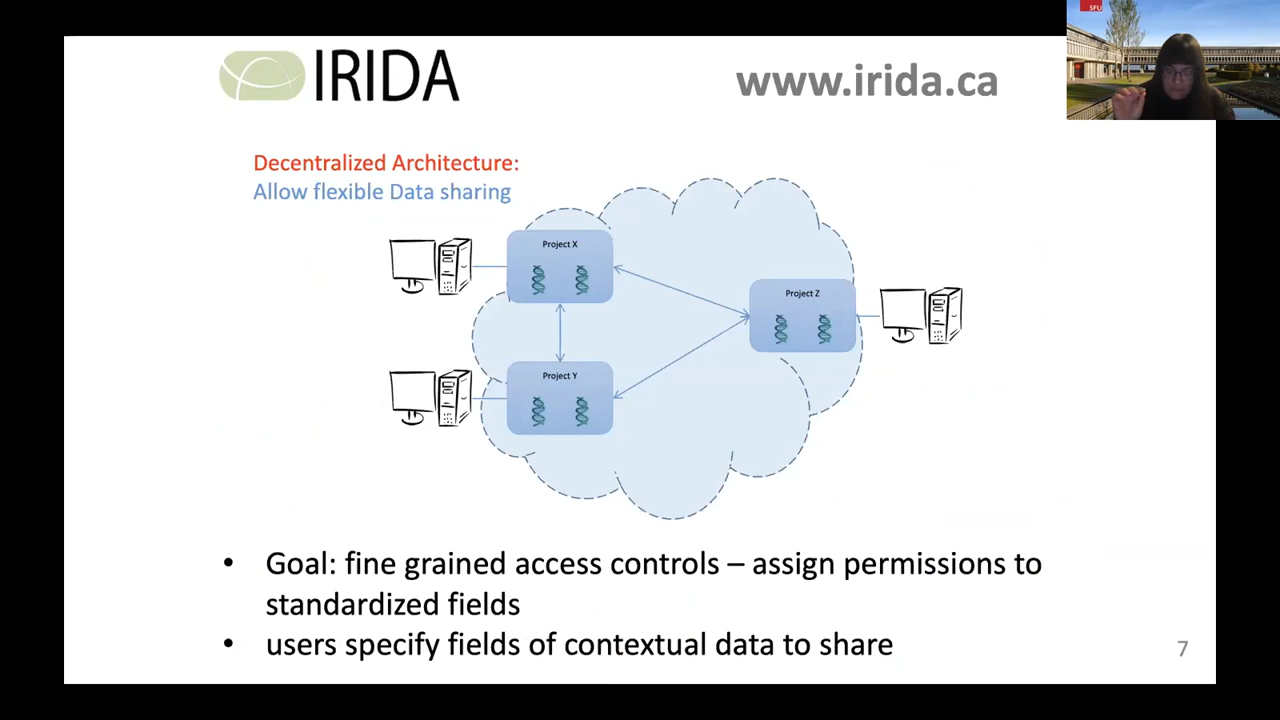 IRIDA
www.irida.ca
SFU
Decentralized Architecture:
Allow flexible Data sharing
Project X
Project Z
Project Y
• Goal: fine grained access controls – assign permissions to
standardized fields
• users specify fields of contextual data to share
7